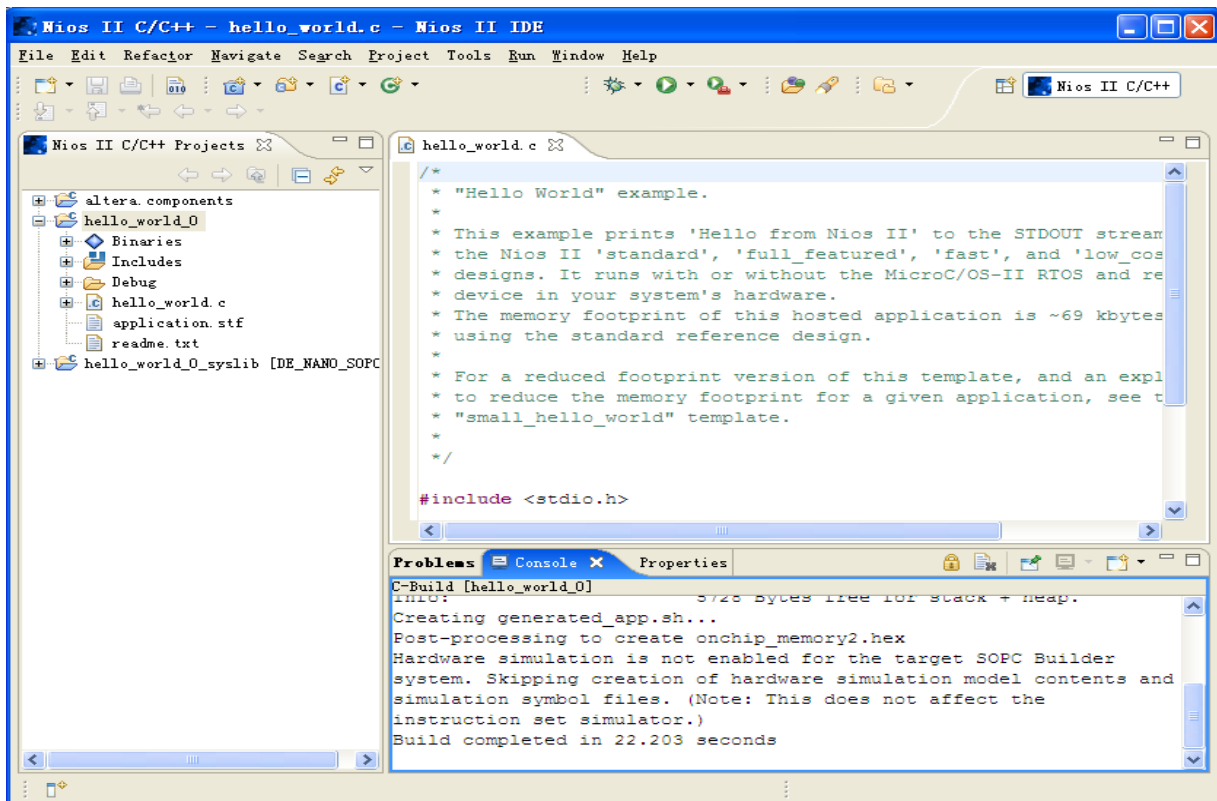 Nios II C/C++ - hello_world.c - Nios II IDE
File Edit Refactor Navigate Search Project Tools Run Window Help
Nios II C/C++
Nios II C/C++ Projects
altera.components
hello_world_0
Binaries
Includes
Debug
hello_world.c
application.stf
readme.txt
hello_world_0_syslib [DE_NANO_SOPC
hello_world.c
/*
* "Hello World" example.
*
* This example prints 'Hello from Nios II' to the STDOUT stream
* the Nios II 'standard', 'full_featured', 'fast', and 'low_cos
* designs. It runs with or without the MicroC/OS-II RTOS and re
* device in your system's hardware.
* The memory footprint of this hosted application is ~69 kbytes
* using the standard reference design.
*
* For a reduced footprint version of this template, and an expl
* to reduce the memory footprint for a given application, see t
* "small_hello_world" template.
*
*/
#include <stdio.h>
Problems Console Properties
C-Build [hello_world_0]
Info: 5728 Bytes free for stack + heap.
Creating generated_app.sh...
Post-processing to create onchip_memory2.hex
Hardware simulation is not enabled for the target SOPC Builder
system. Skipping creation of hardware simulation model contents and
simulation symbol files. (Note: This does not affect the
instruction set simulator.)
Build completed in 22.203 seconds